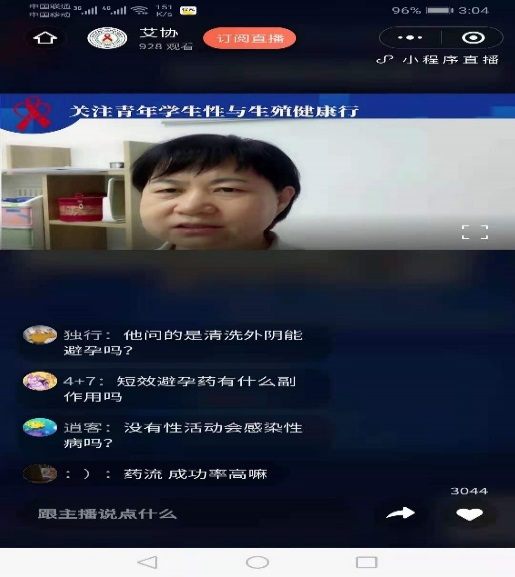 中国联通 3G 4G 151 96% 3:04
中国移动 K/s
艾协
928 观看
订阅直播
小程序直播
关注青年学生性与生殖健康行
独行：他问的是清洗外阴能
避孕吗？
4+7：短效避孕药有什么副
作用吗
逍客：没有性活动会感染性
病吗？
：）：药流 成功率高嘛
3044
跟主播说点什么